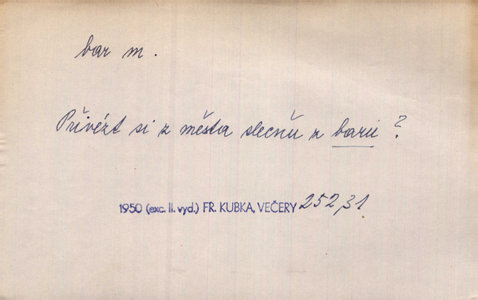 bar m.
Přivézt si z města slečnu z baru?
1950 (exc. II. vyd.) FR. KUBKA, VEČERY 252,31